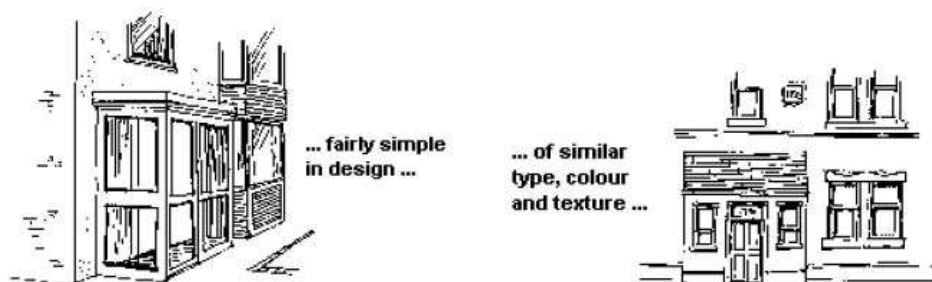 ... fairly simple
in design ...
... of similar
type, colour
and texture ...